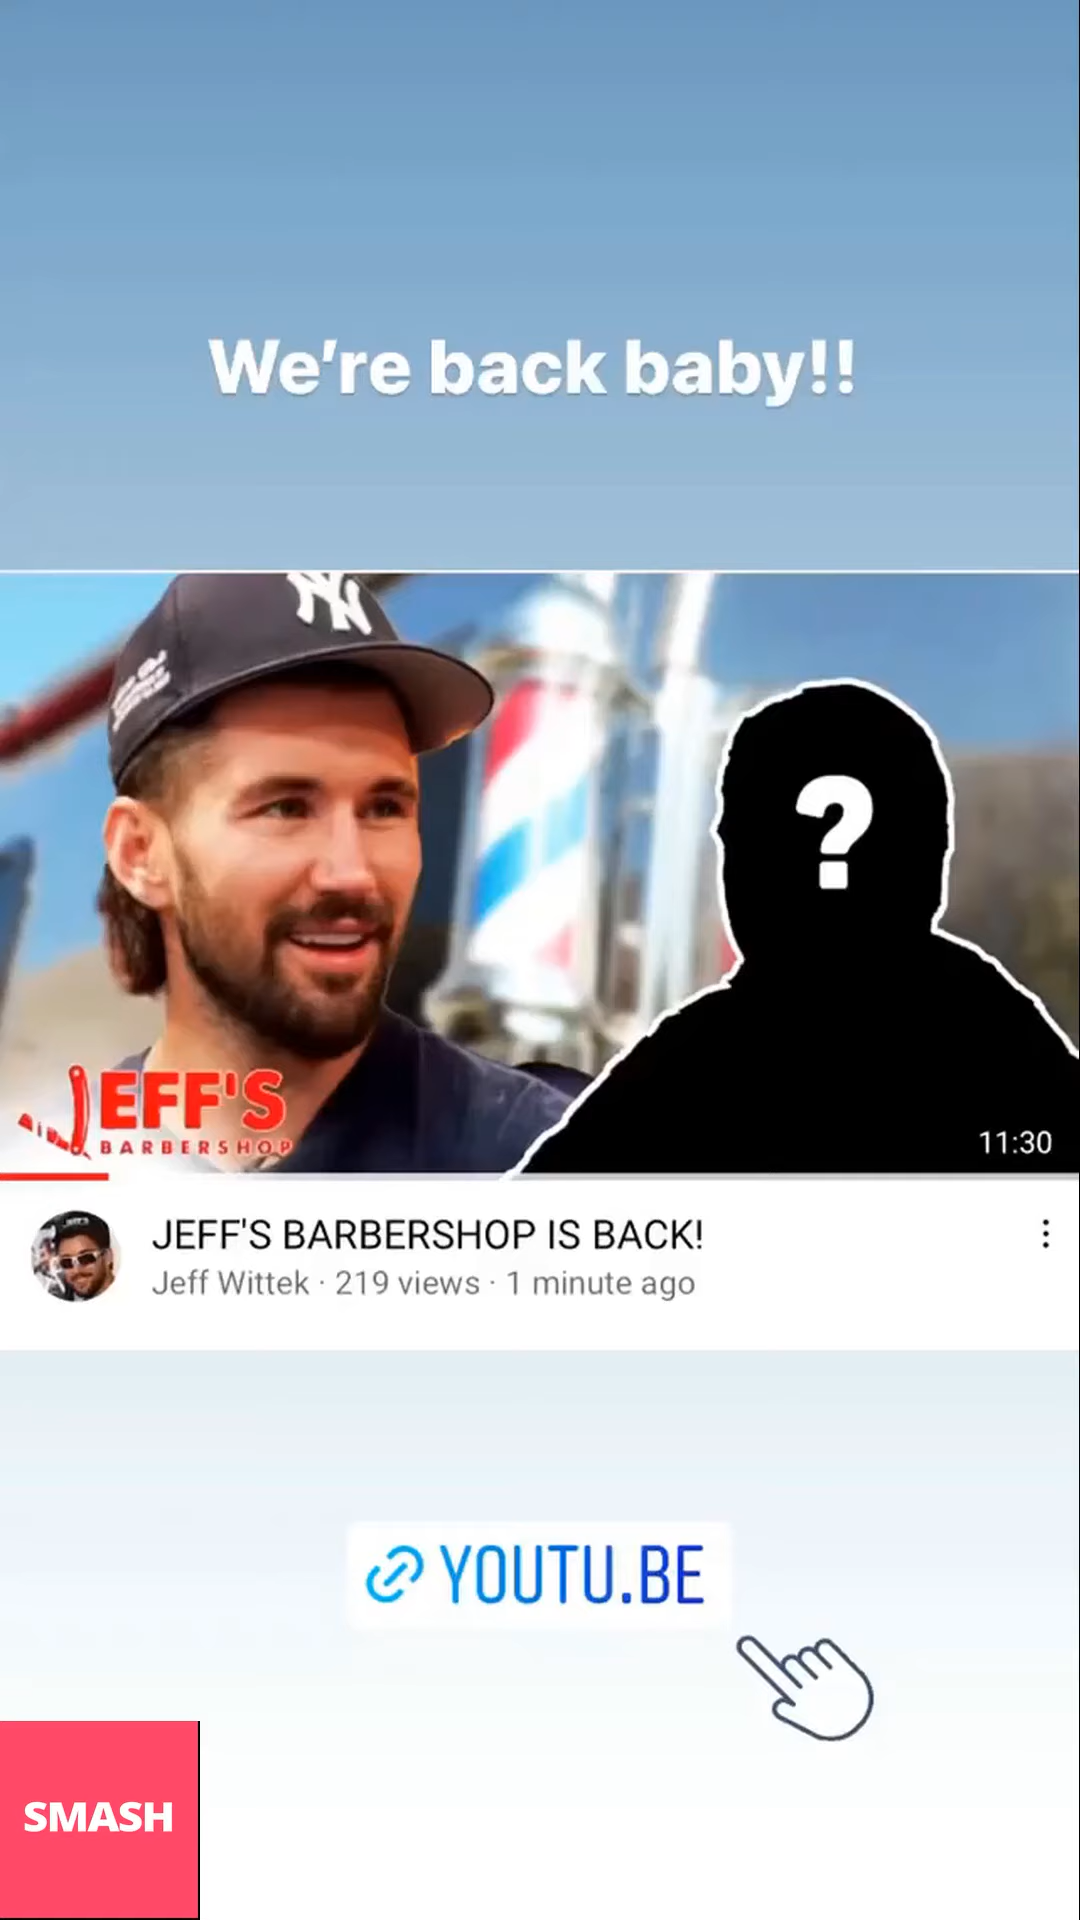 We're back baby!!
NY
?
JEFF'S
BARBERSHOP
11:30
JEFF'S BARBERSHOP IS BACK!
Jeff Wittek · 219 views · 1 minute ago
YOUTU.BE
SMASH